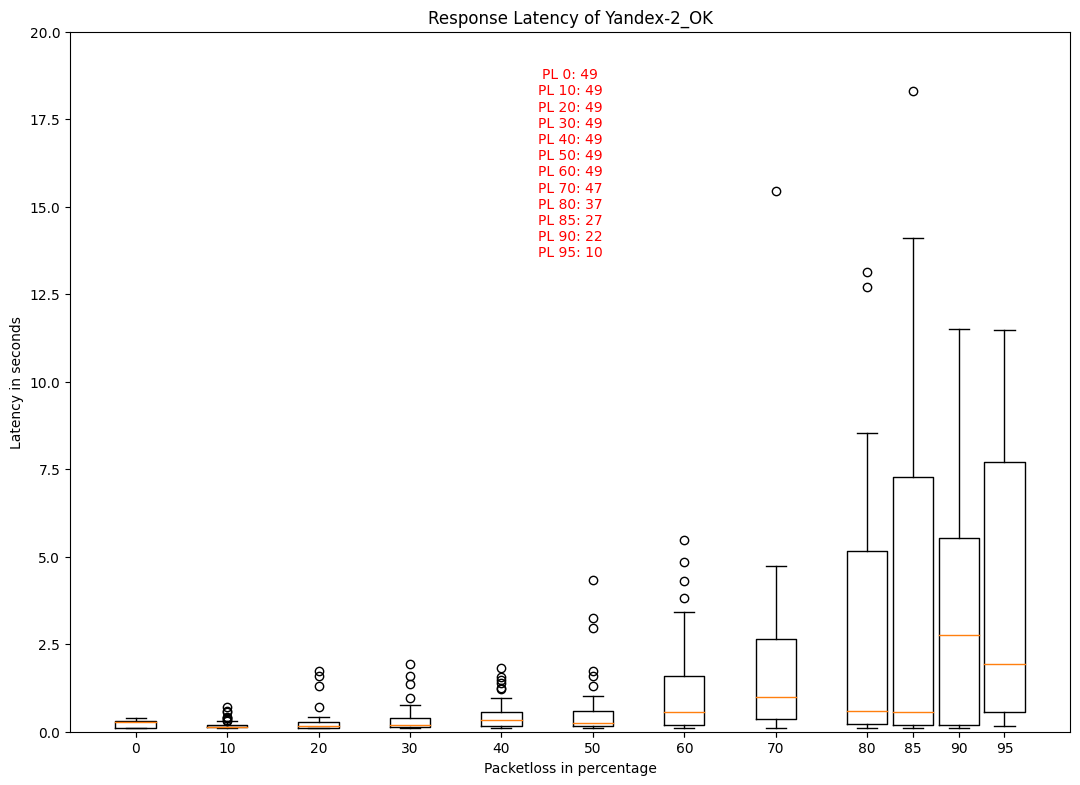 Response Latency of Yandex-2_OK
PL 0: 49
PL 10: 49
PL 20: 49
PL 30: 49
PL 40: 49
PL 50: 49
PL 60: 49
PL 70: 47
PL 80: 37
PL 85: 27
PL 90: 22
PL 95: 10
Latency in seconds
20.0
17.5
15.0
12.5
10.0
7.5
5.0
2.5
0.0
0 10 20 30 40 50 60 70 80 85 90 95
Packetloss in percentage